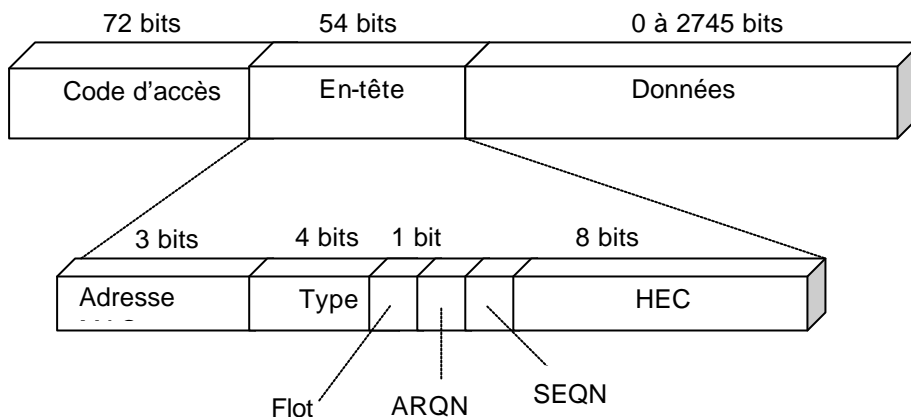 72 bits 54 bits 0 à 2745 bits
Code d'accès En-tête Données
3 bits 4 bits 1 bit 8 bits
Adresse Type HEC
Flot ARQN SEQN